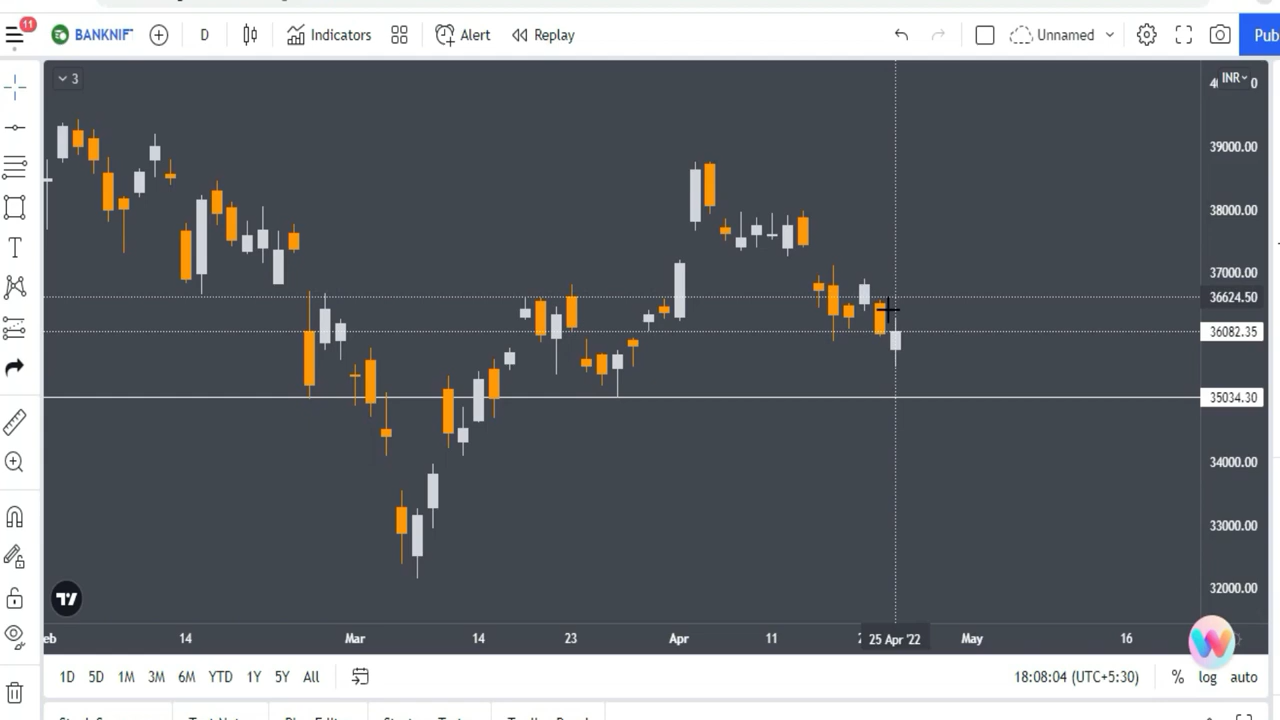 11
BANKNIF
D
Indicators
Alert
Replay
Unnamed
Pub
3
INR
39000.00
38000.00
37000.00
36624.50
36082.35
35034.30
34000.00
33000.00
32000.00
eb
14
Mar
14
23
Apr
11
25 Apr '22
May
16
1D 5D 1M 3M 6M YTD 1Y 5Y All
18:08:04 (UTC+5:30)
% log auto